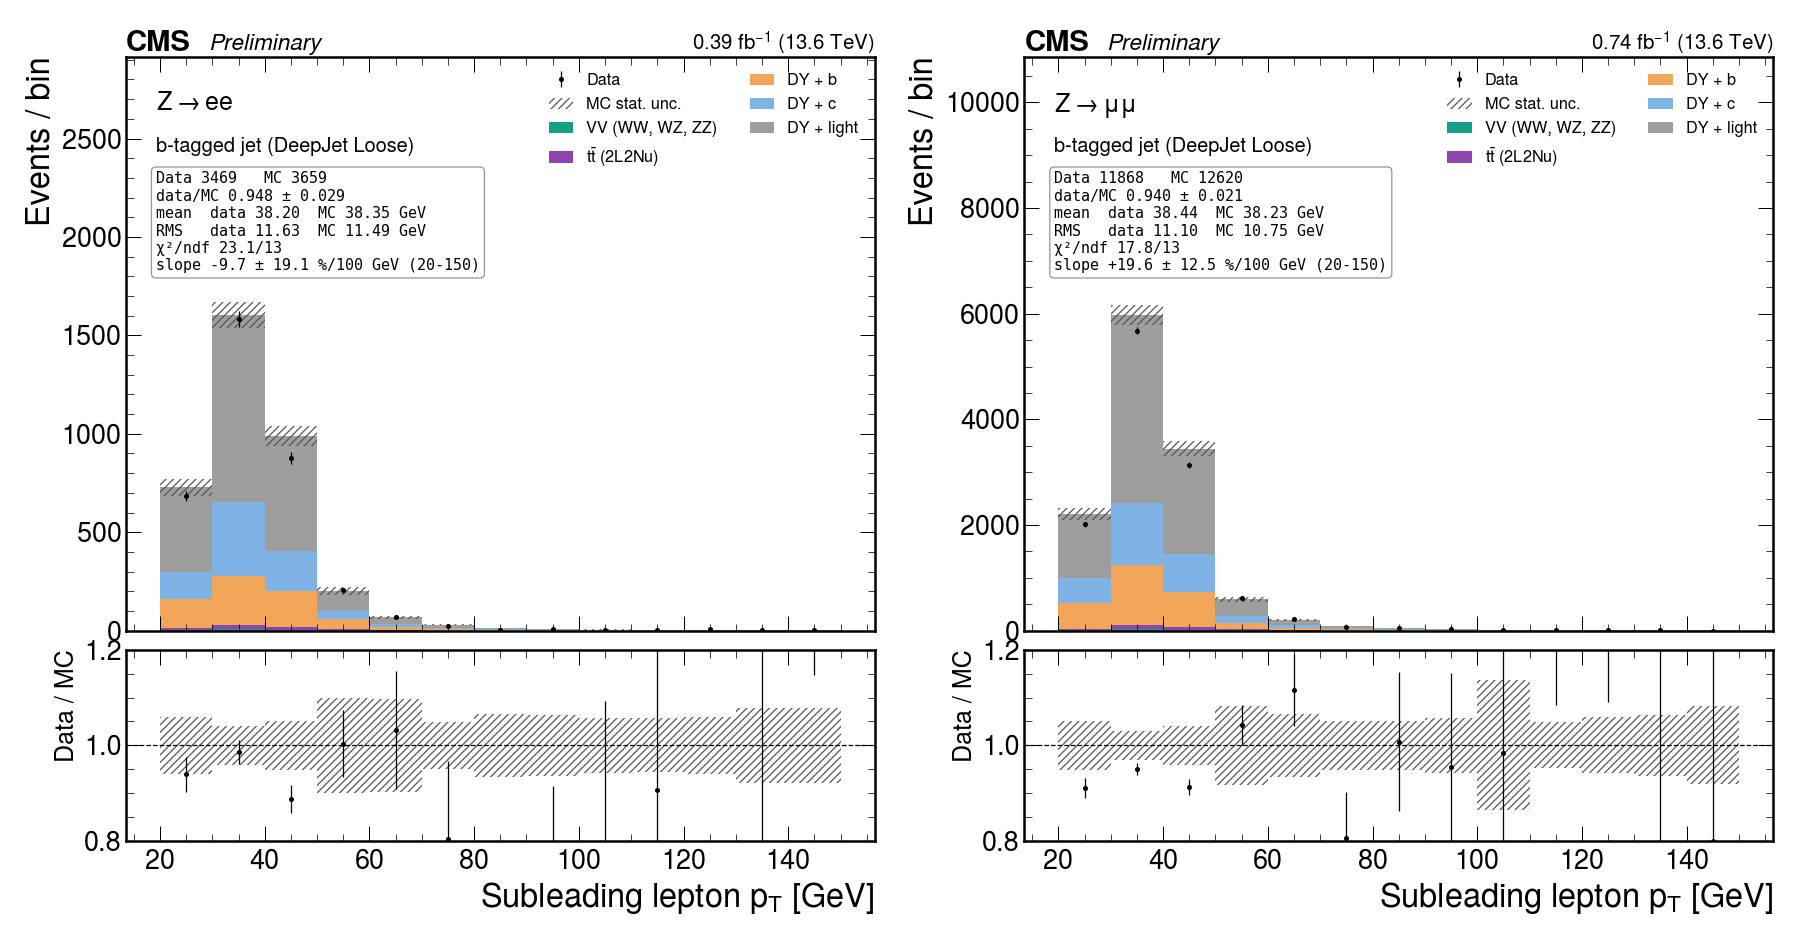 CMS Preliminary 0.39 fb⁻¹ (13.6 TeV)
Events / bin
Z → ee
b-tagged jet (DeepJet Loose)
Data
MC stat. unc.
VV (WW, WZ, ZZ)
tt̄ (2L2Nu)
DY + b
DY + c
DY + light
Data 3469   MC 3659
data/MC 0.948 ± 0.029
mean  data 38.20  MC 38.35 GeV
RMS   data 11.63  MC 11.49 GeV
χ²/ndf 23.1/13
slope -9.7 ± 19.1 %/100 GeV (20-150)
2500
2000
1500
1000
500
0
Data / MC
1.2
1.0
0.8
20 40 60 80 100 120 140
Subleading lepton p_T [GeV]
CMS Preliminary 0.74 fb⁻¹ (13.6 TeV)
Events / bin
Z → μμ
b-tagged jet (DeepJet Loose)
Data
MC stat. unc.
VV (WW, WZ, ZZ)
tt̄ (2L2Nu)
DY + b
DY + c
DY + light
Data 11868   MC 12620
data/MC 0.940 ± 0.021
mean  data 38.44  MC 38.23 GeV
RMS   data 11.10  MC 10.75 GeV
χ²/ndf 17.8/13
slope +19.6 ± 12.5 %/100 GeV (20-150)
10000
8000
6000
4000
2000
0
Data / MC
1.2
1.0
0.8
20 40 60 80 100 120 140
Subleading lepton p_T [GeV]